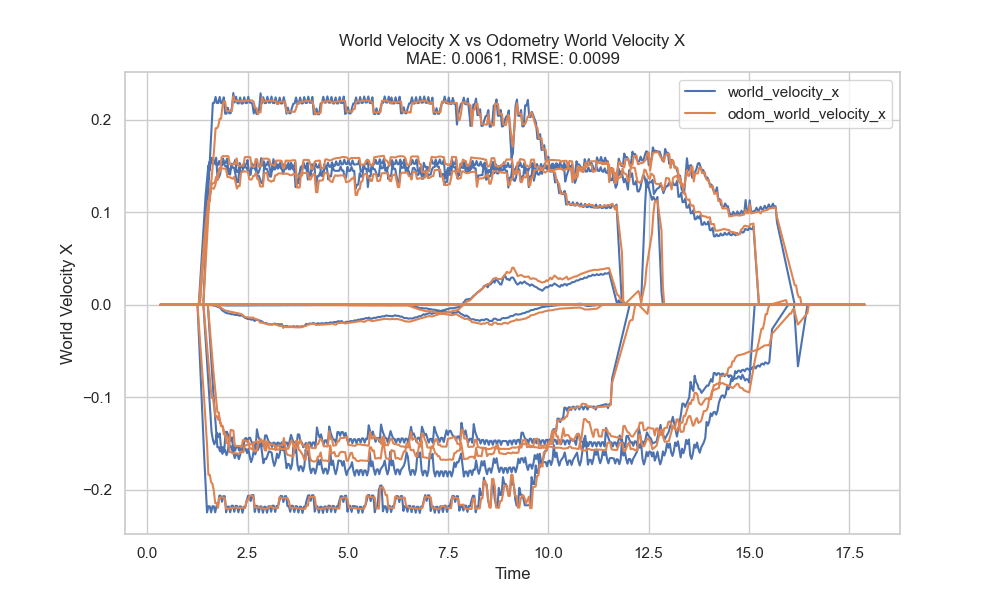 World Velocity X vs Odometry World Velocity X
MAE: 0.0061, RMSE: 0.0099
world_velocity_x
odom_world_velocity_x
0.2
0.1
0.0
−0.1
−0.2
World Velocity X
0.0 2.5 5.0 7.5 10.0 12.5 15.0 17.5
Time